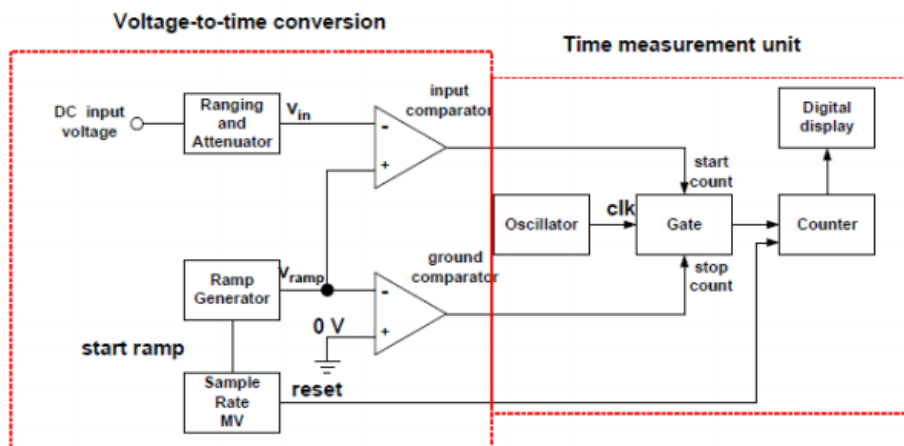 Voltage-to-time conversion
Time measurement unit
DC input
voltage
Ranging
and
Attenuator
Vin
-
+
input
comparator
Digital
display
start
count
Oscillator
clk
Gate
Counter
stop
count
Ramp
Generator
Vramp
-
+
ground
comparator
0 V
start ramp
Sample
Rate
MV
reset